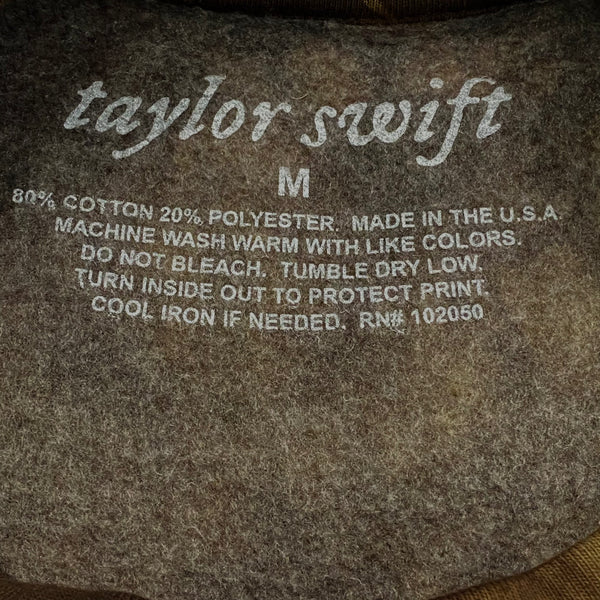 taylor swift
M
80% COTTON 20% POLYESTER. MADE IN THE U.S.A
MACHINE WASH WARM WITH LIKE COLORS.
DO NOT BLEACH. TUMBLE DRY LOW.
TURN INSIDE OUT TO PROTECT PRINT.
COOL IRON IF NEEDED. RN# 102050